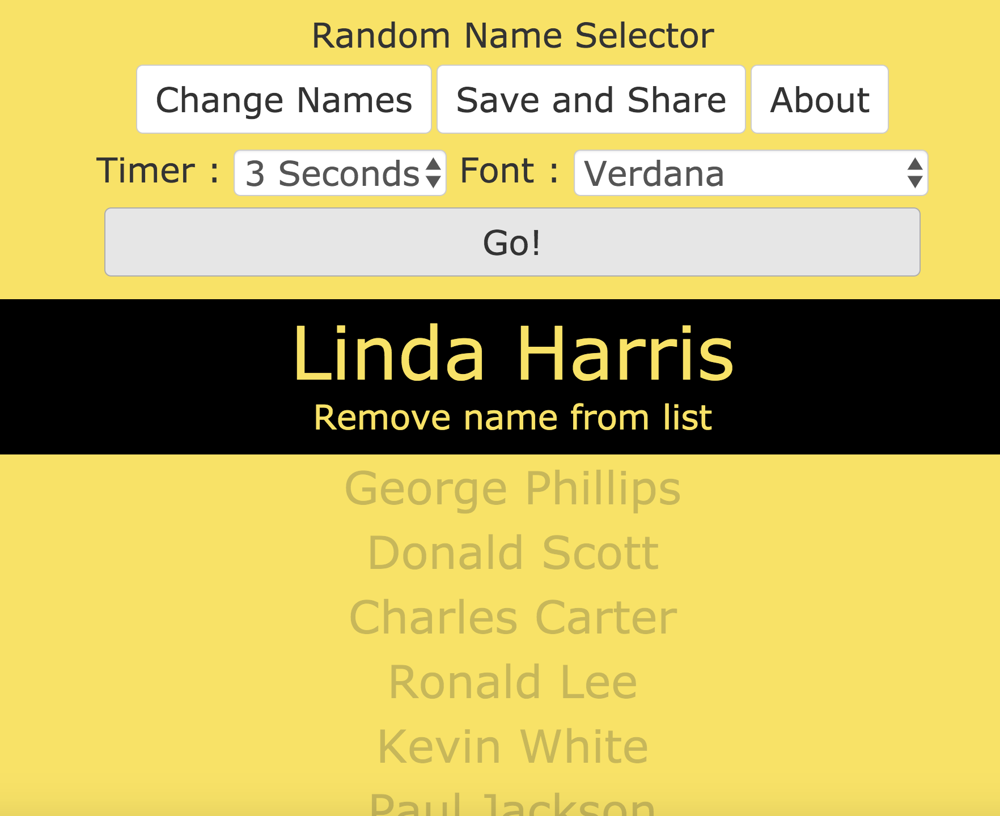 Random Name Selector
Change Names Save and Share About
Timer : 3 Seconds Font : Verdana
Go!
Linda Harris
Remove name from list
George Phillips
Donald Scott
Charles Carter
Ronald Lee
Kevin White
Paul Jackson